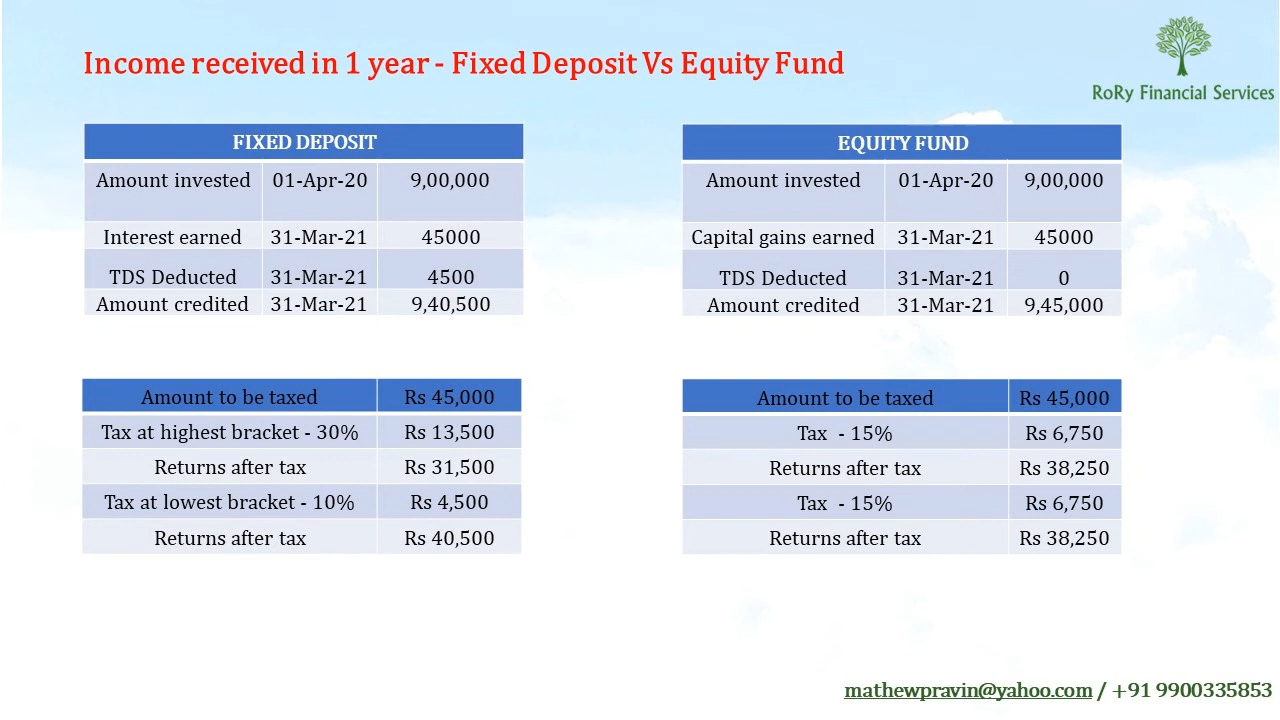 Income received in 1 year - Fixed Deposit Vs Equity Fund
RoRy Financial Services
FIXED DEPOSIT
Amount invested 01-Apr-20 9,00,000
Interest earned 31-Mar-21 45000
TDS Deducted 31-Mar-21 4500
Amount credited 31-Mar-21 9,40,500
EQUITY FUND
Amount invested 01-Apr-20 9,00,000
Capital gains earned 31-Mar-21 45000
TDS Deducted 31-Mar-21 0
Amount credited 31-Mar-21 9,45,000
Amount to be taxed Rs 45,000
Tax at highest bracket - 30% Rs 13,500
Returns after tax Rs 31,500
Tax at lowest bracket - 10% Rs 4,500
Returns after tax Rs 40,500
Amount to be taxed Rs 45,000
Tax - 15% Rs 6,750
Returns after tax Rs 38,250
Tax - 15% Rs 6,750
Returns after tax Rs 38,250
mathewpravin@yahoo.com / +91 9900335853